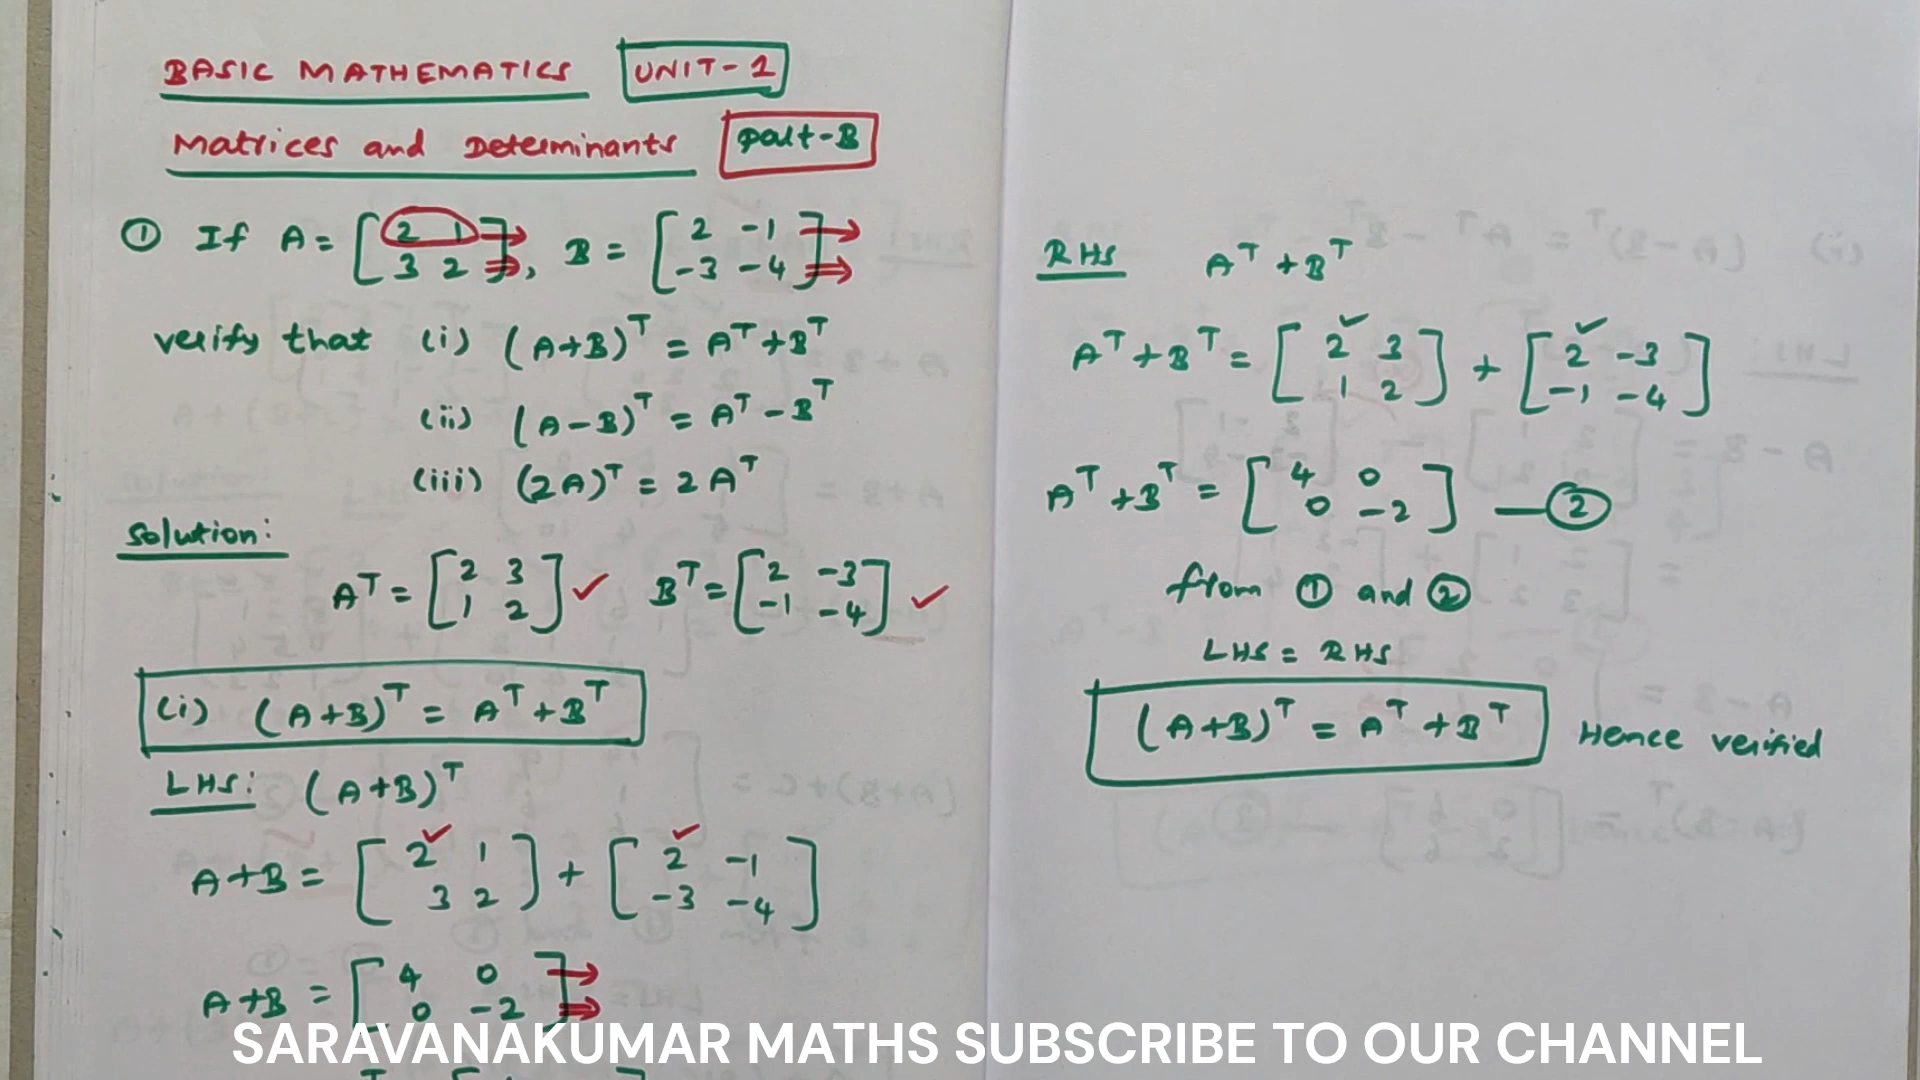 BASIC MATHEMATICS UNIT-1
Matrices and Determinants Part-B
① If A = [2 1
3 2], B = [2 -1
-3 -4]
verify that (i) (A+B)ᵀ = Aᵀ+Bᵀ
(ii) (A-B)ᵀ = Aᵀ-Bᵀ
(iii) (2A)ᵀ = 2Aᵀ
Solution:
Aᵀ = [2 3
1 2] ✓ Bᵀ = [2 -3
-1 -4] ✓
(i) (A+B)ᵀ = Aᵀ+Bᵀ
LHS: (A+B)ᵀ
A+B = [2 1
3 2] + [2 -1
-3 -4]
A+B = [4 0
0 -2]
RHS Aᵀ+Bᵀ
Aᵀ+Bᵀ = [2 3
1 2] + [2 -3
-1 -4]
Aᵀ+Bᵀ = [4 0
0 -2] — ②
from ① and ②
LHS = RHS
(A+B)ᵀ = Aᵀ+Bᵀ Hence verified
SARAVANAKUMAR MATHS SUBSCRIBE TO OUR CHANNEL